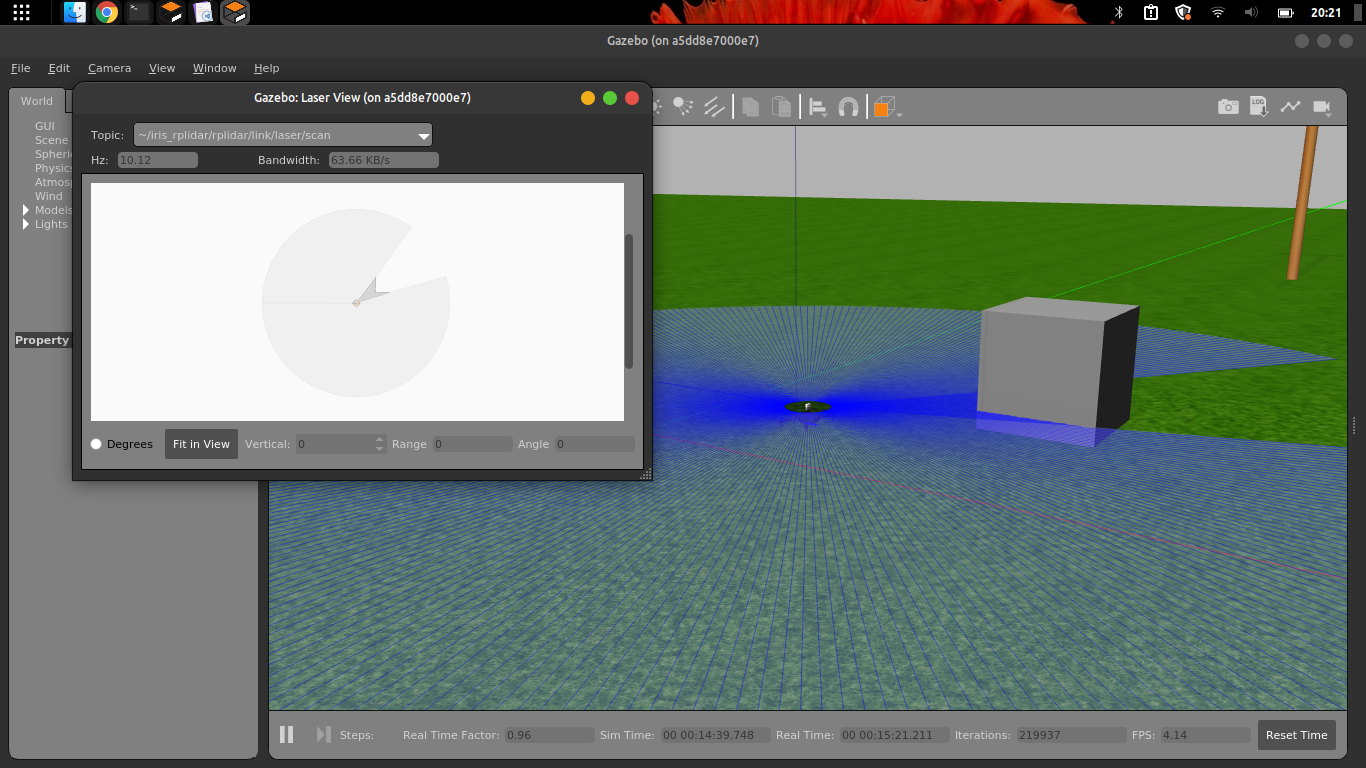 20:21
Gazebo (on a5dd8e7000e7)
File Edit Camera View Window Help
World
GUI
Scene
Physics
Wind
Models
Lights
Property
Gazebo: Laser View (on a5dd8e7000e7)
Topic: ~/iris_rplidar/rplidar/link/laser/scan
Hz: 10.12 Bandwidth: 63.66 KB/s
Degrees Fit in View Vertical: 0 Range 0 Angle 0
LOG
Steps: Real Time Factor: 0.96 Sim Time: 00 00:14:39.748 Real Time: 00 00:15:21.211 Iterations: 219937 FPS: 4.14 Reset Time